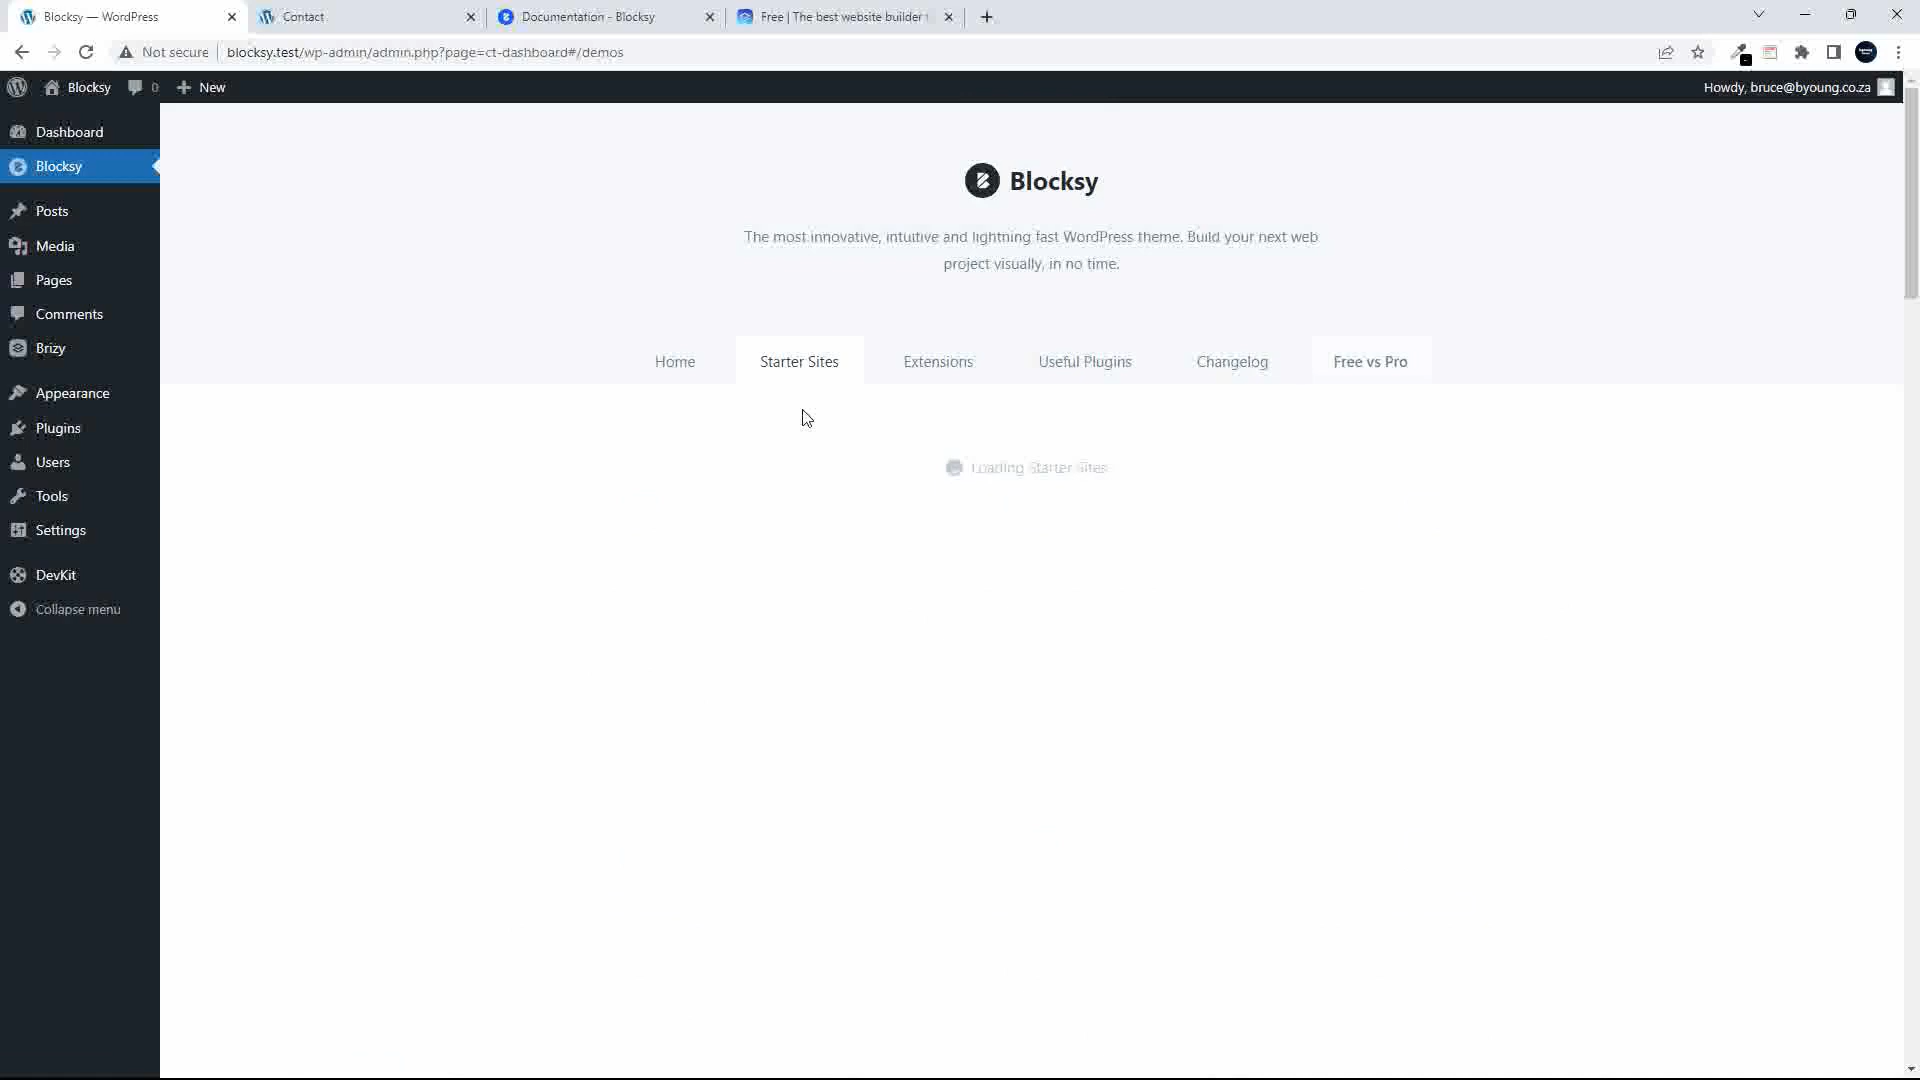 Blocksy — WordPress
Contact
Documentation - Blocksy
Free | The best website builder
Not secure
blocksy.test/wp-admin/admin.php?page=ct-dashboard#/demos
Blocksy
0
New
Howdy, bruce@byoung.co.za
Dashboard
Blocksy
Posts
Media
Pages
Comments
Brizy
Appearance
Plugins
Users
Tools
Settings
DevKit
Collapse menu
Blocksy
The most innovative, intuitive and lightning fast WordPress theme. Build your next web
project visually, in no time.
Home
Starter Sites
Extensions
Useful Plugins
Changelog
Free vs Pro
Loading Starter Sites